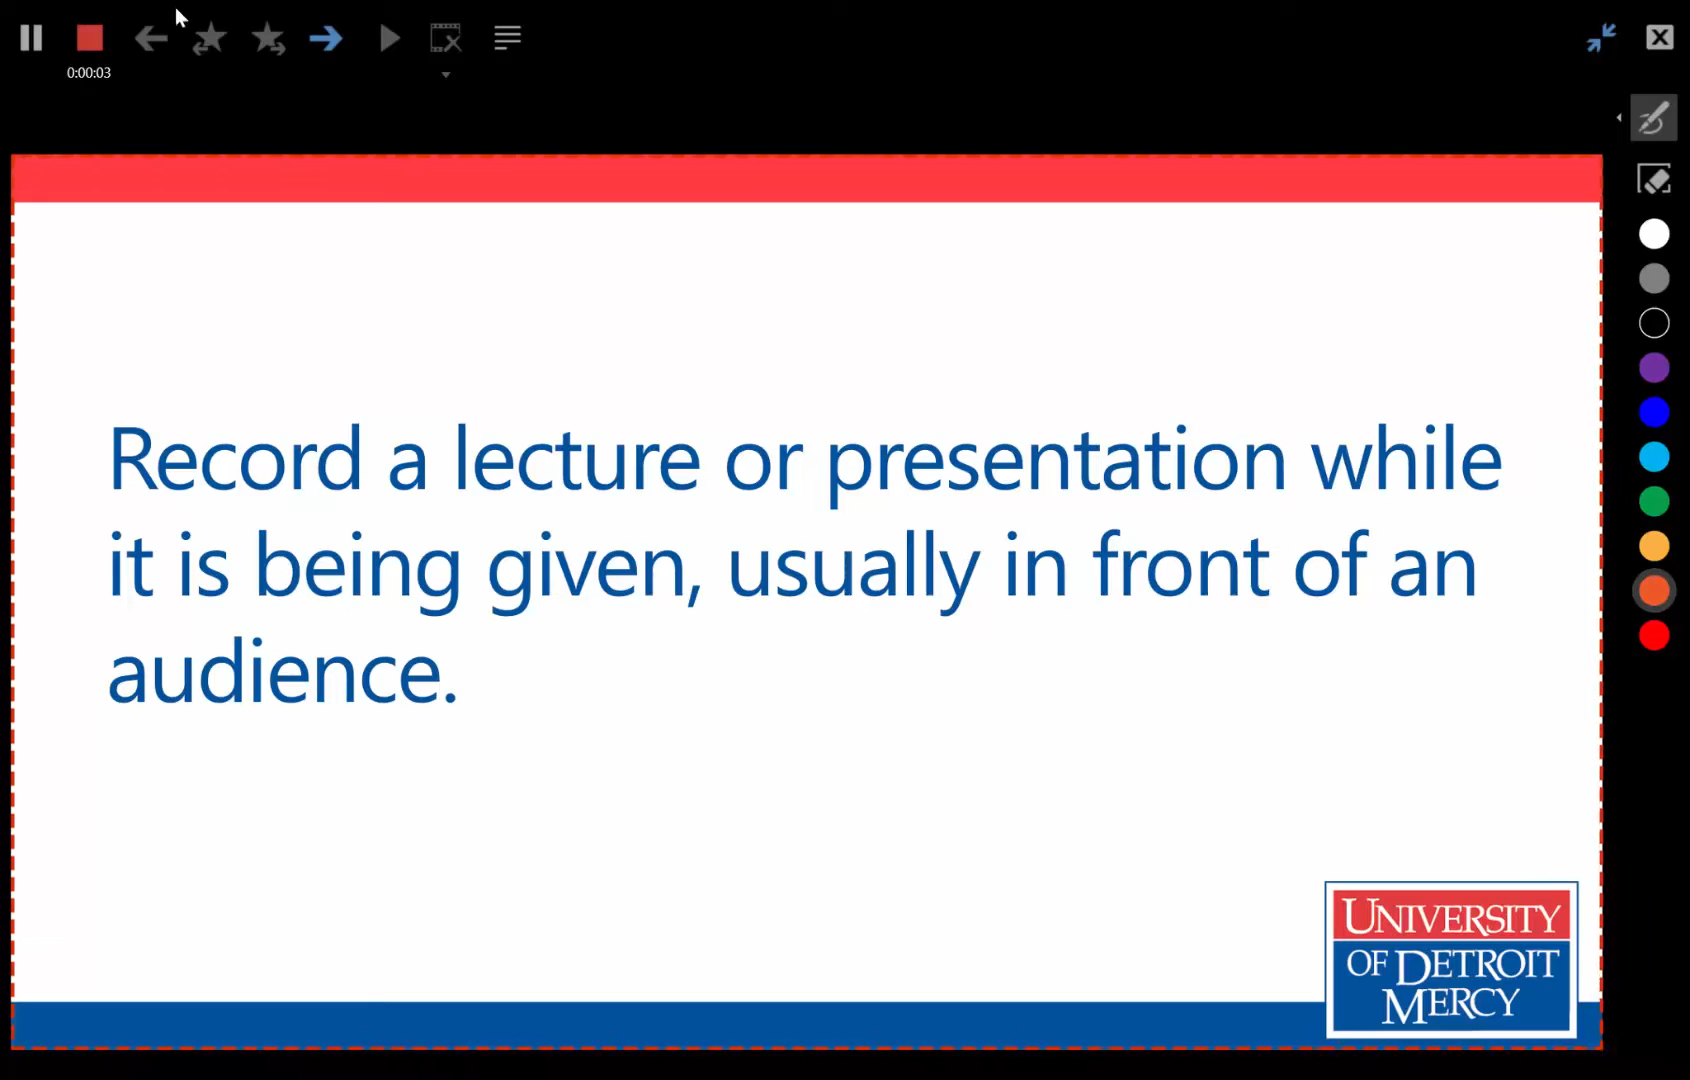 0:00:03
Record a lecture or presentation while
it is being given, usually in front of an
audience.
UNIVERSITY
OF DETROIT
MERCY